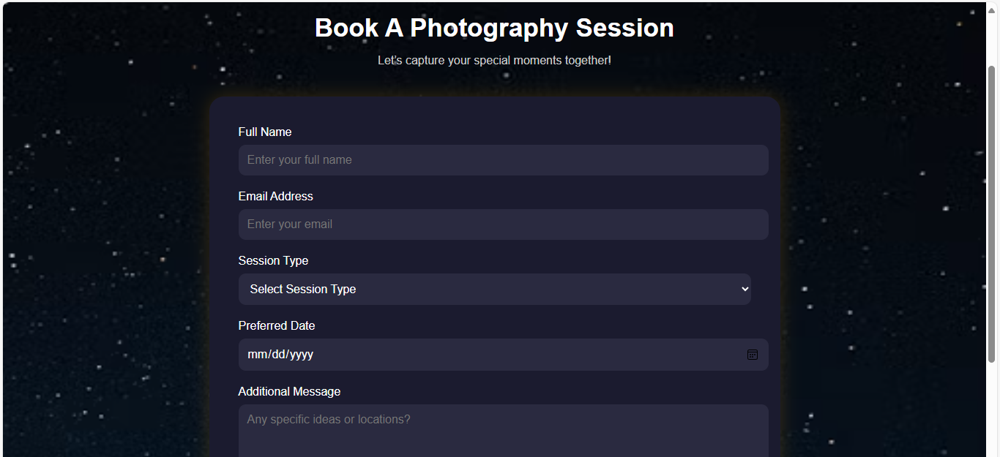 Book A Photography Session
Let's capture your special moments together!
Full Name
Enter your full name
Email Address
Enter your email
Session Type
Select Session Type
Preferred Date
mm/dd/yyyy
Additional Message
Any specific ideas or locations?